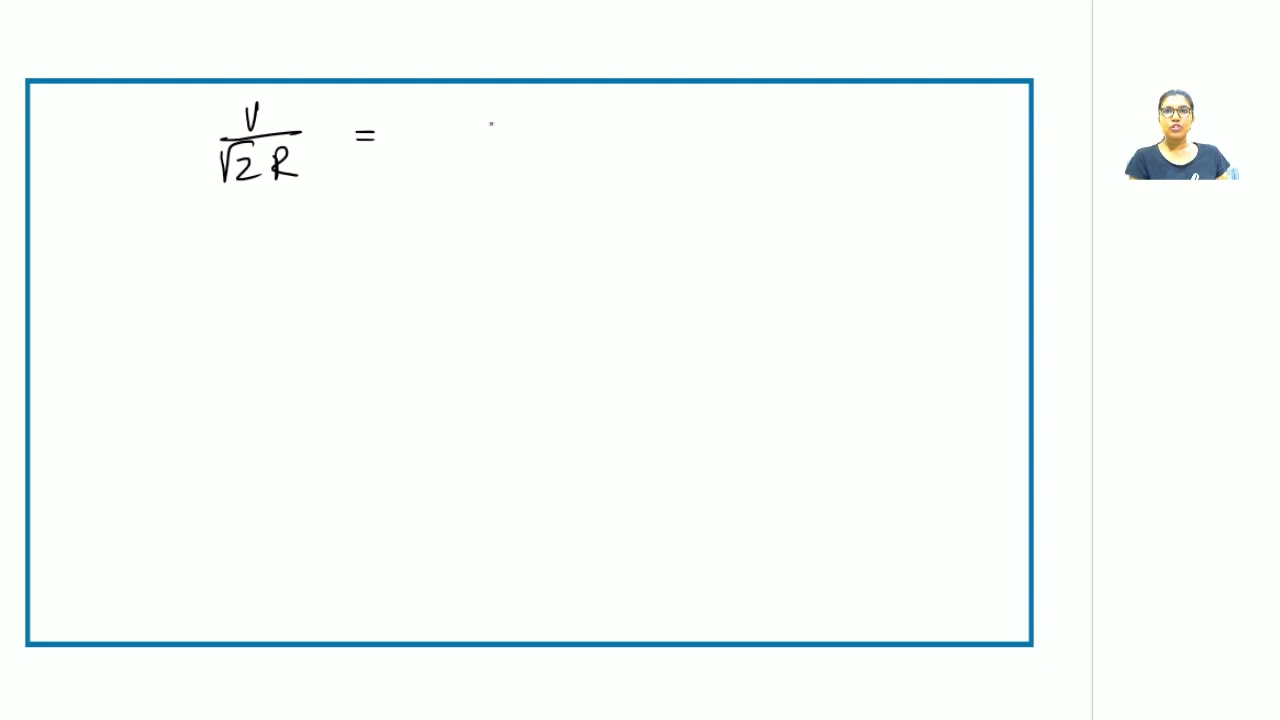 V/√2 R =